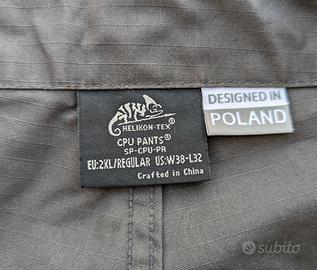 HELIKON-TEX®
CPU PANTS®
SP-CPU-PR
EU:2XL/REGULAR US:W38-L32
Crafted in China
DESIGNED IN
POLAND
subito